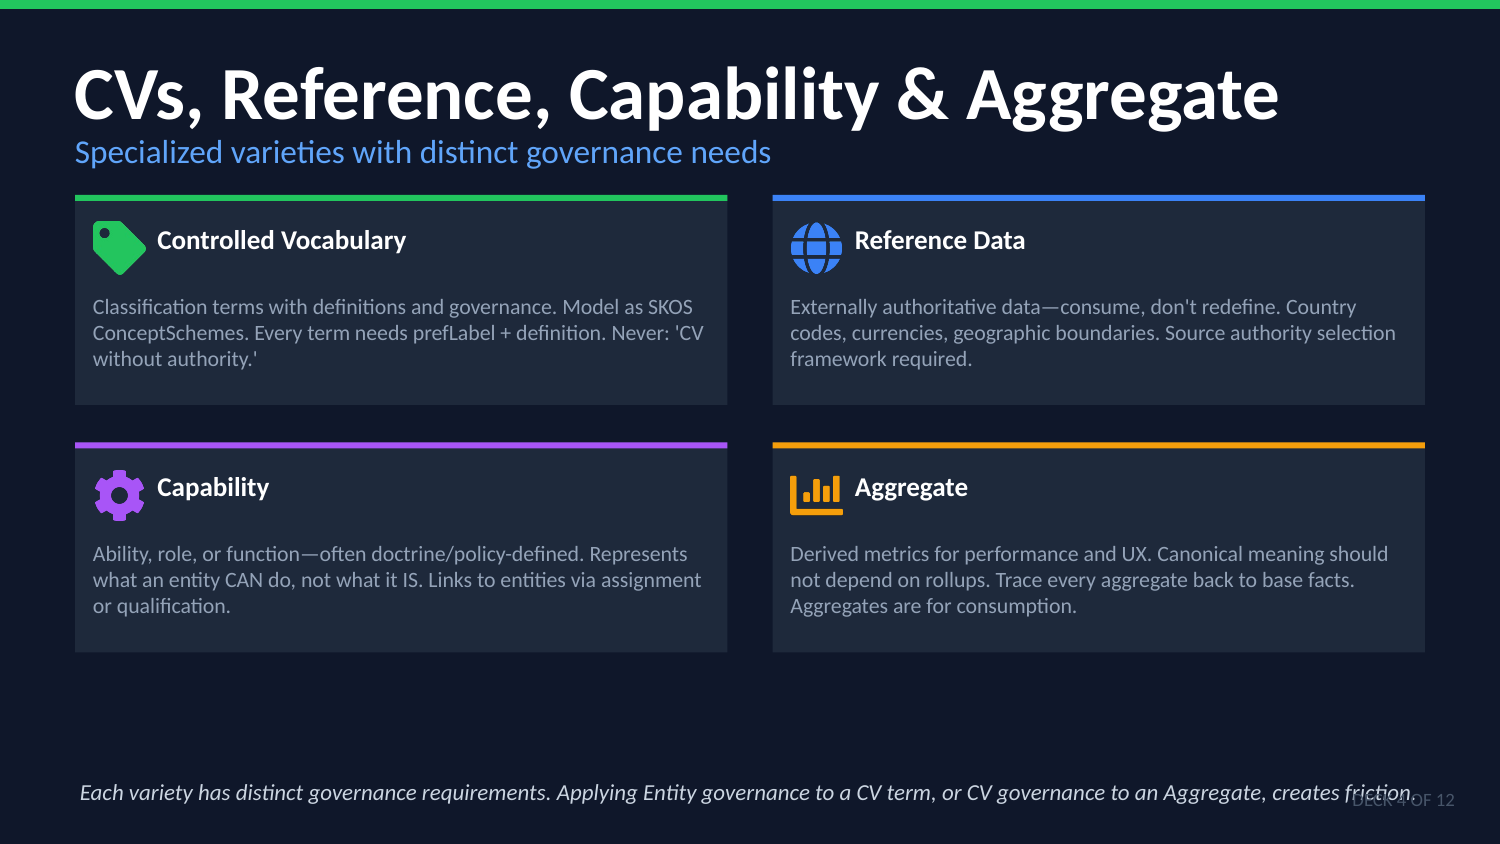 CVs, Reference, Capability & Aggregate
Specialized varieties with distinct governance needs
Controlled Vocabulary
Classification terms with definitions and governance. Model as SKOS
ConceptSchemes. Every term needs prefLabel + definition. Never: 'CV
without authority.'
Reference Data
Externally authoritative data—consume, don't redefine. Country
codes, currencies, geographic boundaries. Source authority selection
framework required.
Capability
Ability, role, or function—often doctrine/policy-defined. Represents
what an entity CAN do, not what it IS. Links to entities via assignment
or qualification.
Aggregate
Derived metrics for performance and UX. Canonical meaning should
not depend on rollups. Trace every aggregate back to base facts.
Aggregates are for consumption.
Each variety has distinct governance requirements. Applying Entity governance to a CV term, or CV governance to an Aggregate, creates friction.
DECK 4 OF 12